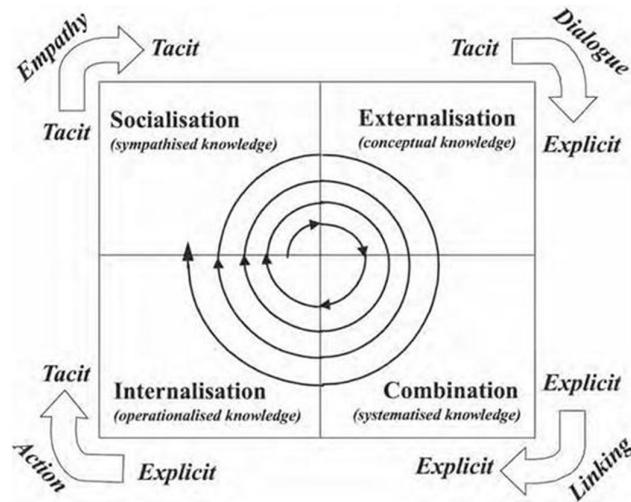 Empathy
Tacit
Tacit
Tacit
Dialogue
Explicit
Socialisation
(sympathised knowledge)
Externalisation
(conceptual knowledge)
Internalisation
(operationalised knowledge)
Combination
(systematised knowledge)
Tacit
Action
Explicit
Explicit
Explicit
Linking